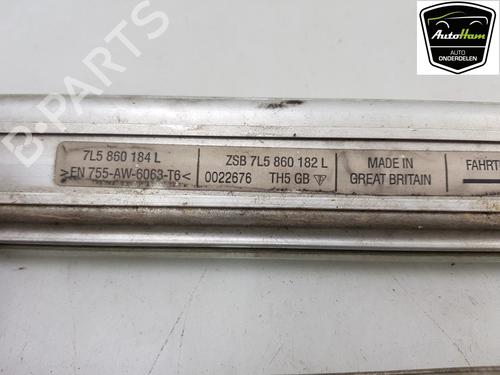 AutoHam
AUTO
ONDERDELEN
7L5 860 184 L
>EN 755-AW-6063-T6<
ZSB 7L5 860 182 L
0022676 TH5 GB
MADE IN
GREAT BRITAIN
FAHRT
B-Parts